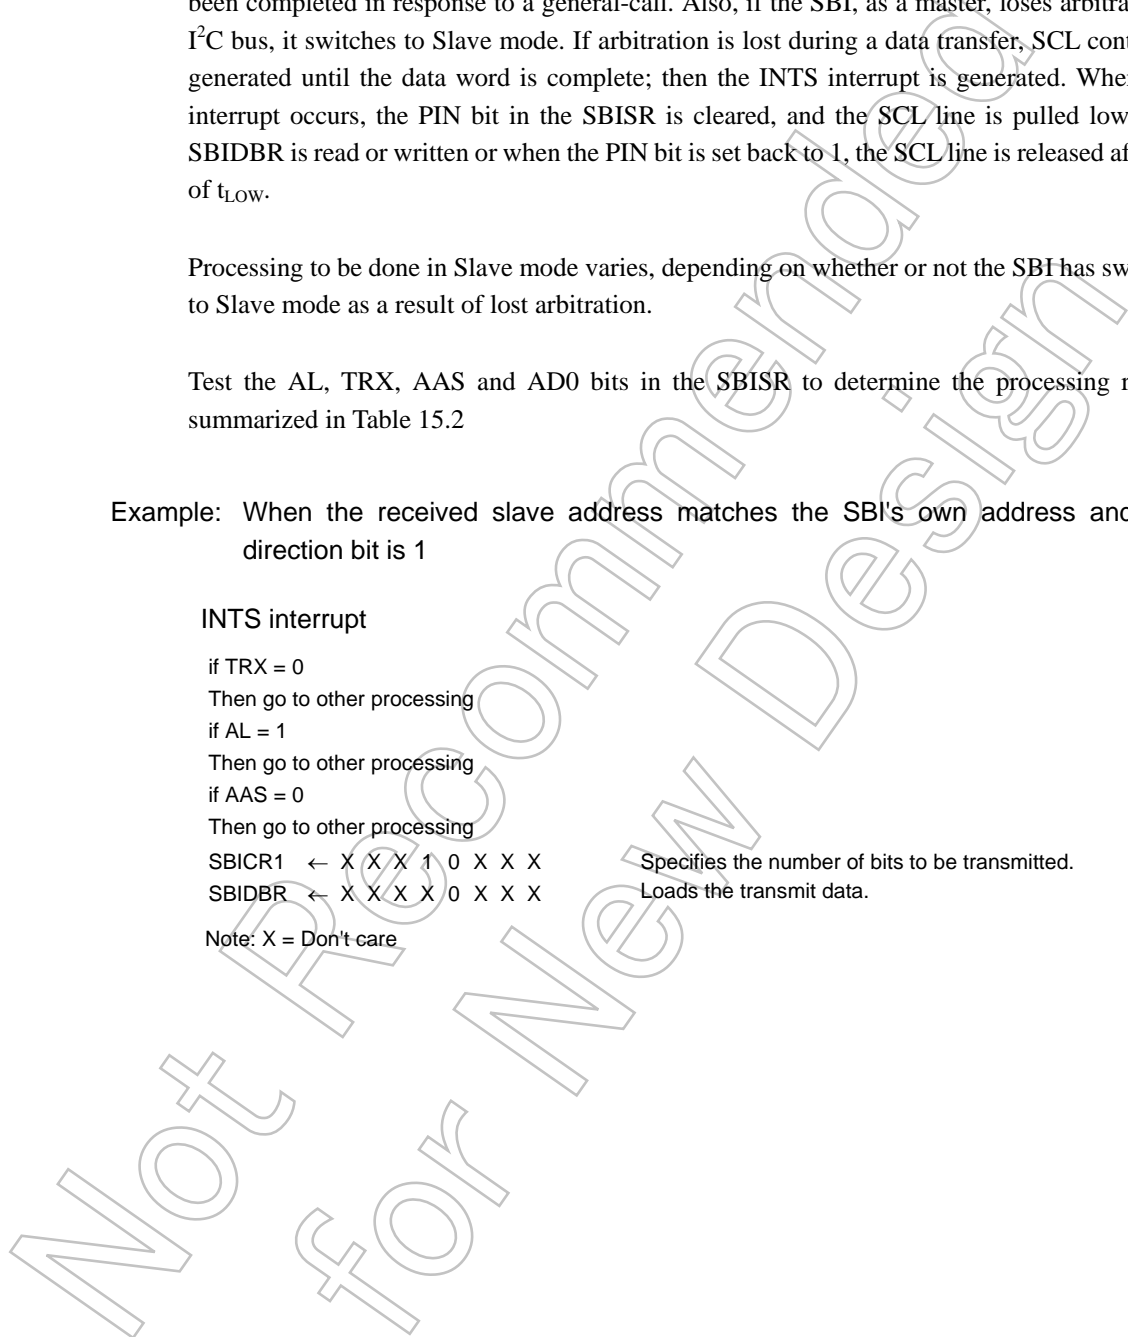 been completed in response to a general-call. Also, if the SBI, as a master, loses
I²C bus, it switches to Slave mode. If arbitration is lost during a data transfer, SCL
generated until the data word is complete; then the INTS interrupt is generated.
interrupt occurs, the PIN bit in the SBISR is cleared, and the SCL line is pulled low
SBIDBR is read or written or when the PIN bit is set back to 1, the SCL line is released
of tLOW.
Processing to be done in Slave mode varies, depending on whether or not the SBI has
to Slave mode as a result of lost arbitration.
Test the AL, TRX, AAS and AD0 bits in the SBISR to determine the processing
summarized in Table 15.2
Example: When the received slave address matches the SBI's own address and
direction bit is 1
INTS interrupt
if TRX = 0
Then go to other processing
if AL = 1
Then go to other processing
if AAS = 0
Then go to other processing
SBICR1 ← X X X 1 0 X X X Specifies the number of bits to be transmitted.
SBIDBR ← X X X X 0 X X X Loads the transmit data.
Note: X = Don't care
Not Recommended
for New Design